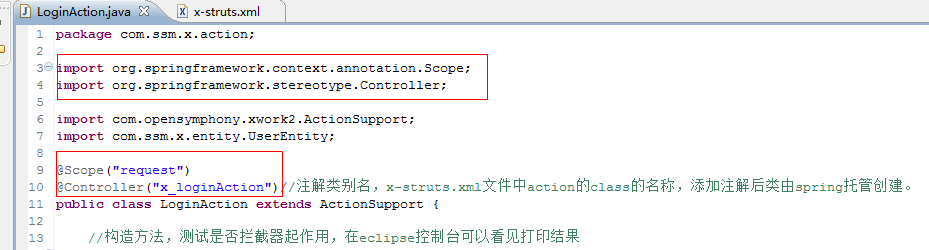 LoginAction.java x-struts.xml
1 package com.ssm.x.action;
2
3 import org.springframework.context.annotation.Scope;
4 import org.springframework.stereotype.Controller;
5
6 import com.opensymphony.xwork2.ActionSupport;
7 import com.ssm.x.entity.UserEntity;
8
9 @Scope("request")
10 @Controller("x_loginAction")//注解类别名，x-struts.xml文件中action的class的名称，添加注解后类由spring托管创建。
11 public class LoginAction extends ActionSupport {
12
13 //构造方法，测试是否拦截器起作用，在eclipse控制台可以看见打印结果